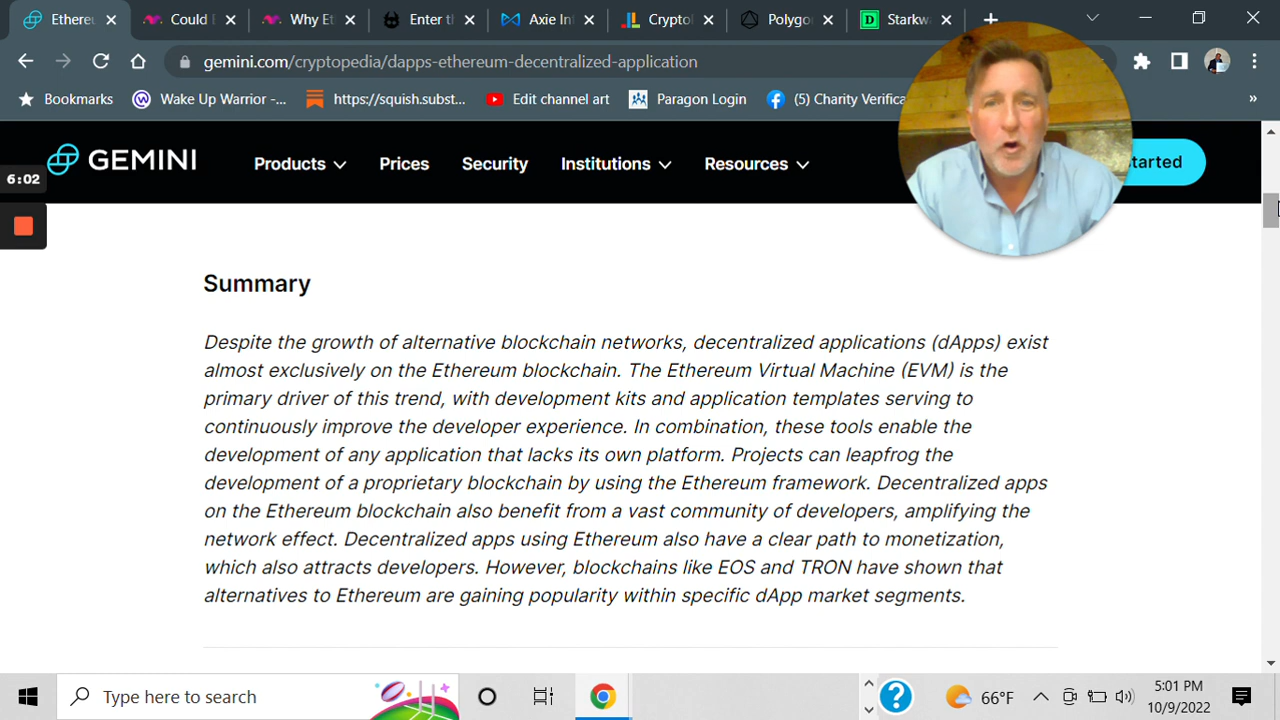 Ethereu
Could E
Why Et
Enter th
Axie Int
Cryptol
Polygo
Starkwa
gemini.com/cryptopedia/dapps-ethereum-decentralized-application
Bookmarks
Wake Up Warrior -...
https://squish.subst...
Edit channel art
Paragon Login
(5) Charity Verifica
»
GEMINI
Products
Prices
Security
Institutions
Resources
tarted
6:02
Summary
Despite the growth of alternative blockchain networks, decentralized applications (dApps) exist
almost exclusively on the Ethereum blockchain. The Ethereum Virtual Machine (EVM) is the
primary driver of this trend, with development kits and application templates serving to
continuously improve the developer experience. In combination, these tools enable the
development of any application that lacks its own platform. Projects can leapfrog the
development of a proprietary blockchain by using the Ethereum framework. Decentralized apps
on the Ethereum blockchain also benefit from a vast community of developers, amplifying the
network effect. Decentralized apps using Ethereum also have a clear path to monetization,
which also attracts developers. However, blockchains like EOS and TRON have shown that
alternatives to Ethereum are gaining popularity within specific dApp market segments.
Type here to search
66°F
5:01 PM
10/9/2022